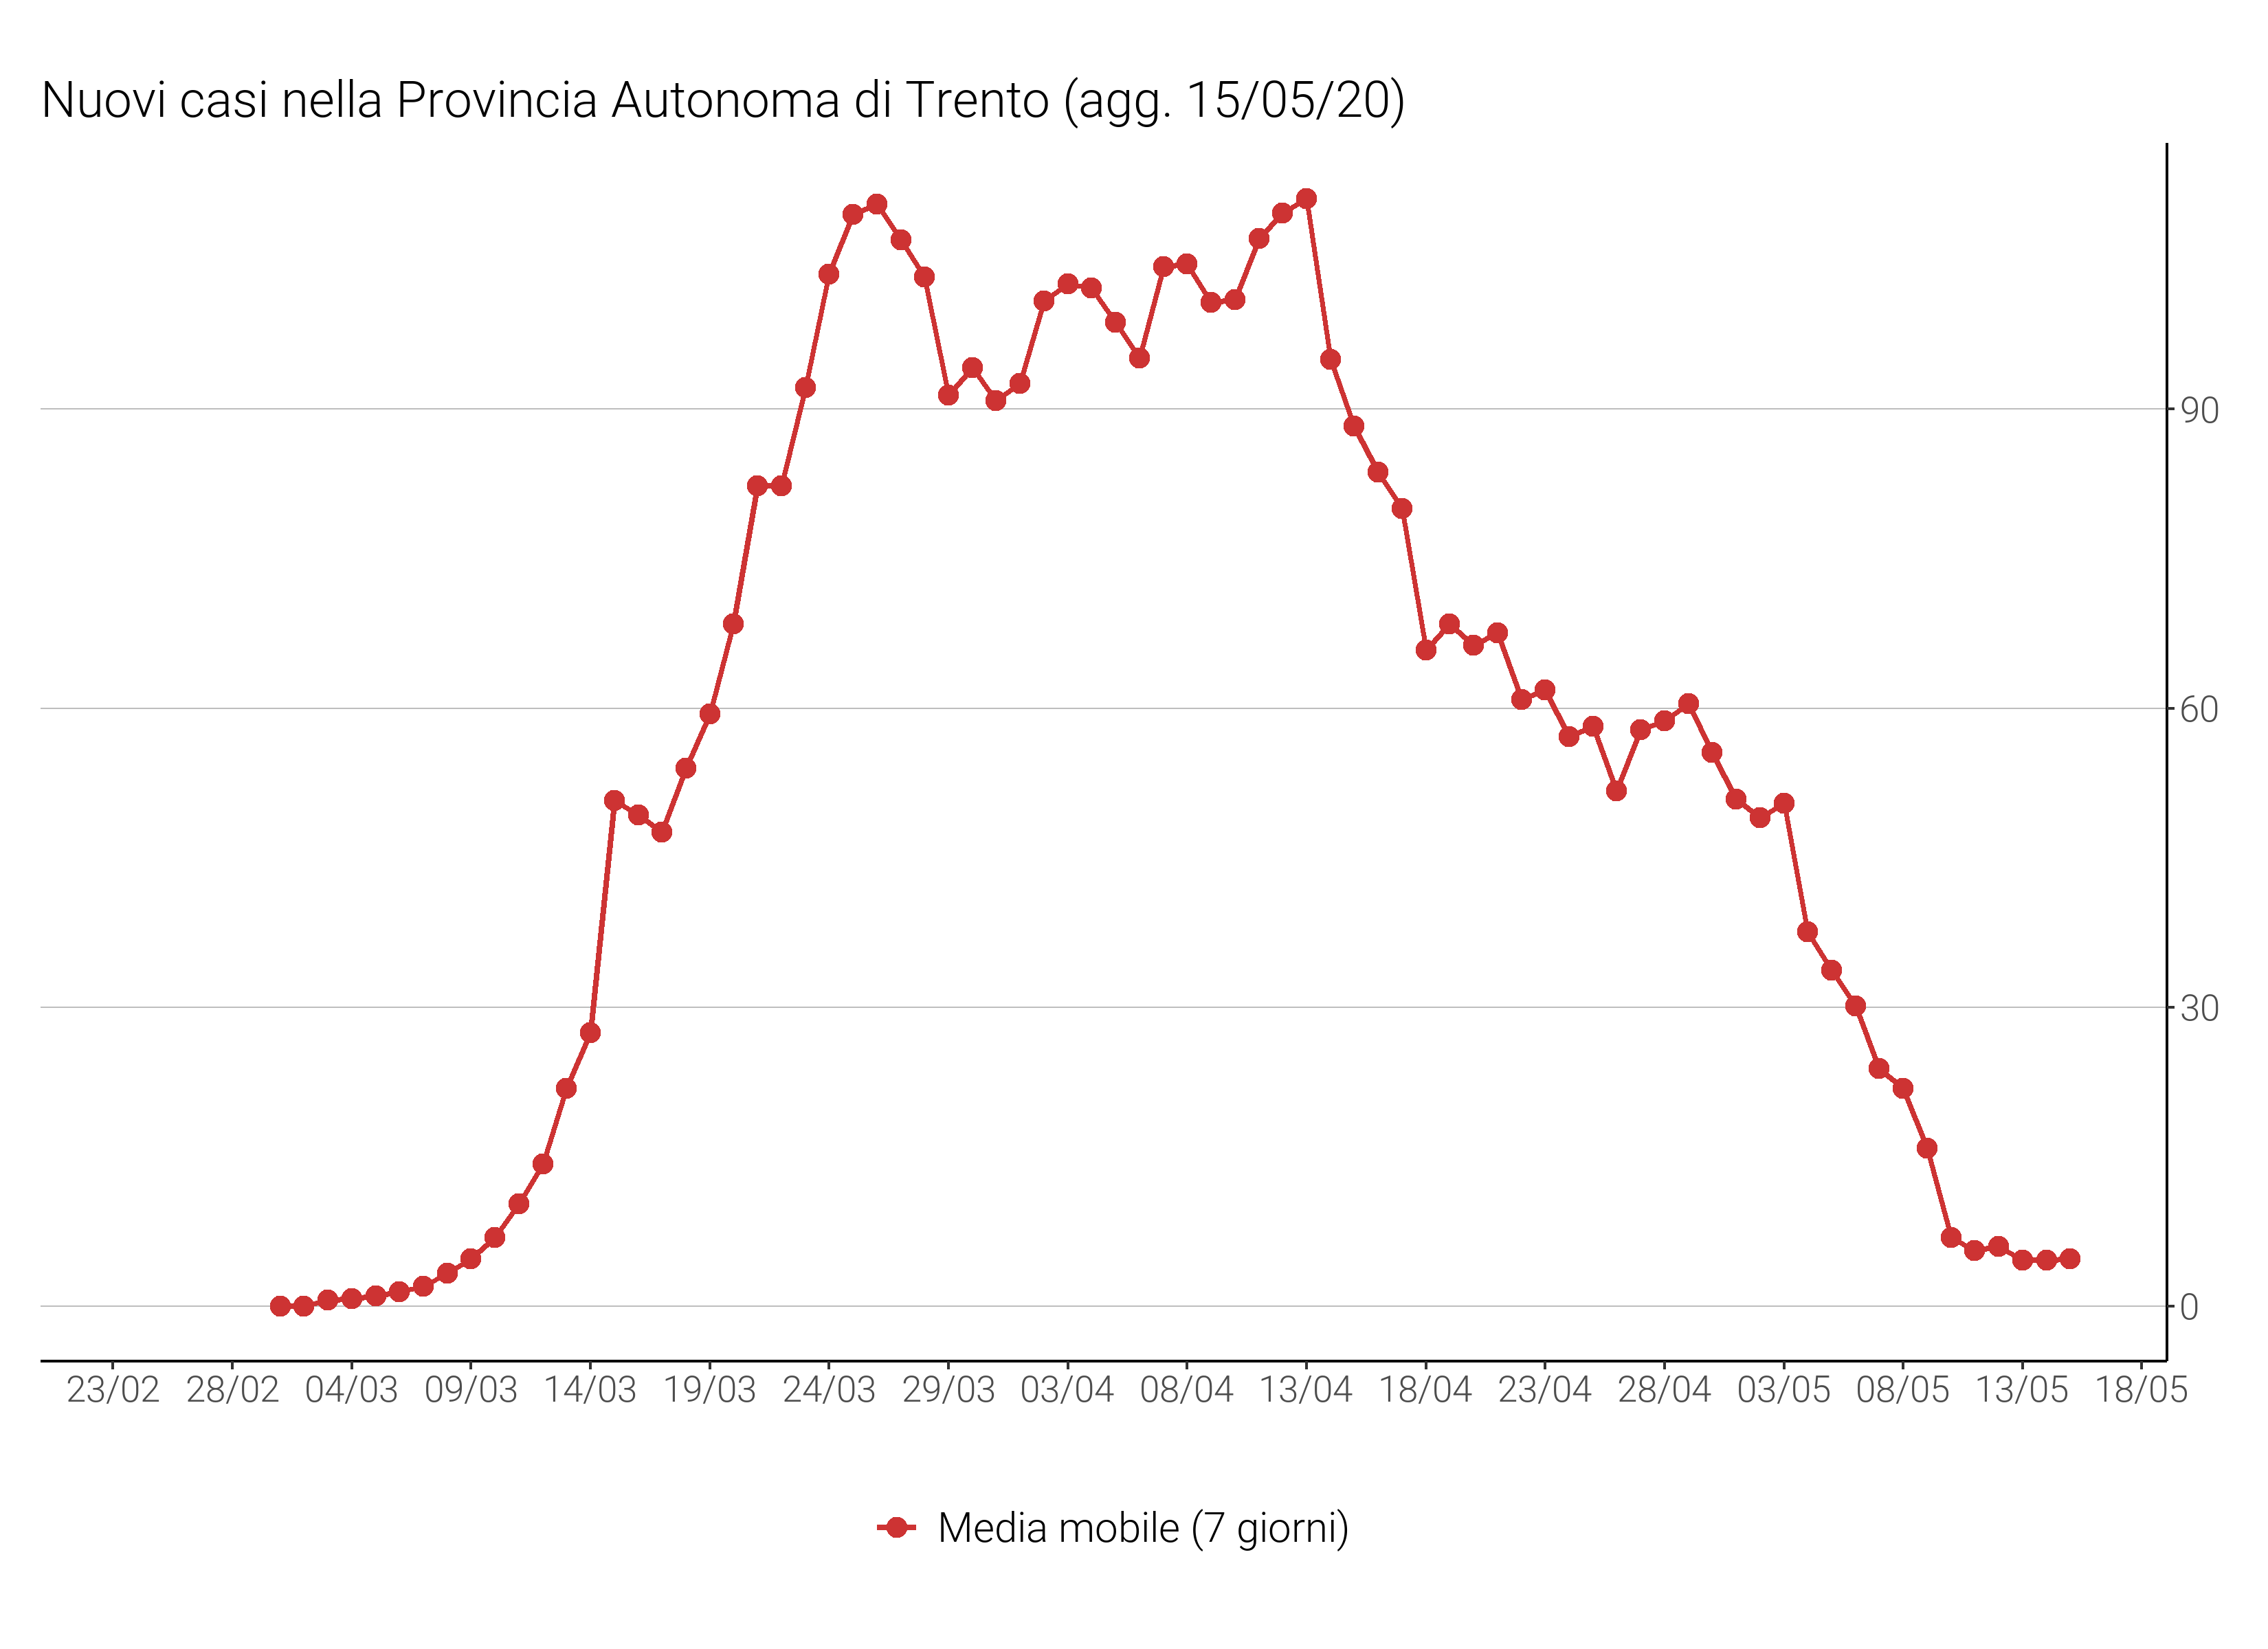 Nuovi casi nella Provincia Autonoma di Trento (agg. 15/05/20)
90
60
30
0
23/02 28/02 04/03 09/03 14/03 19/03 24/03 29/03 03/04 08/04 13/04 18/04 23/04 28/04 03/05 08/05 13/05 18/05
Media mobile (7 giorni)